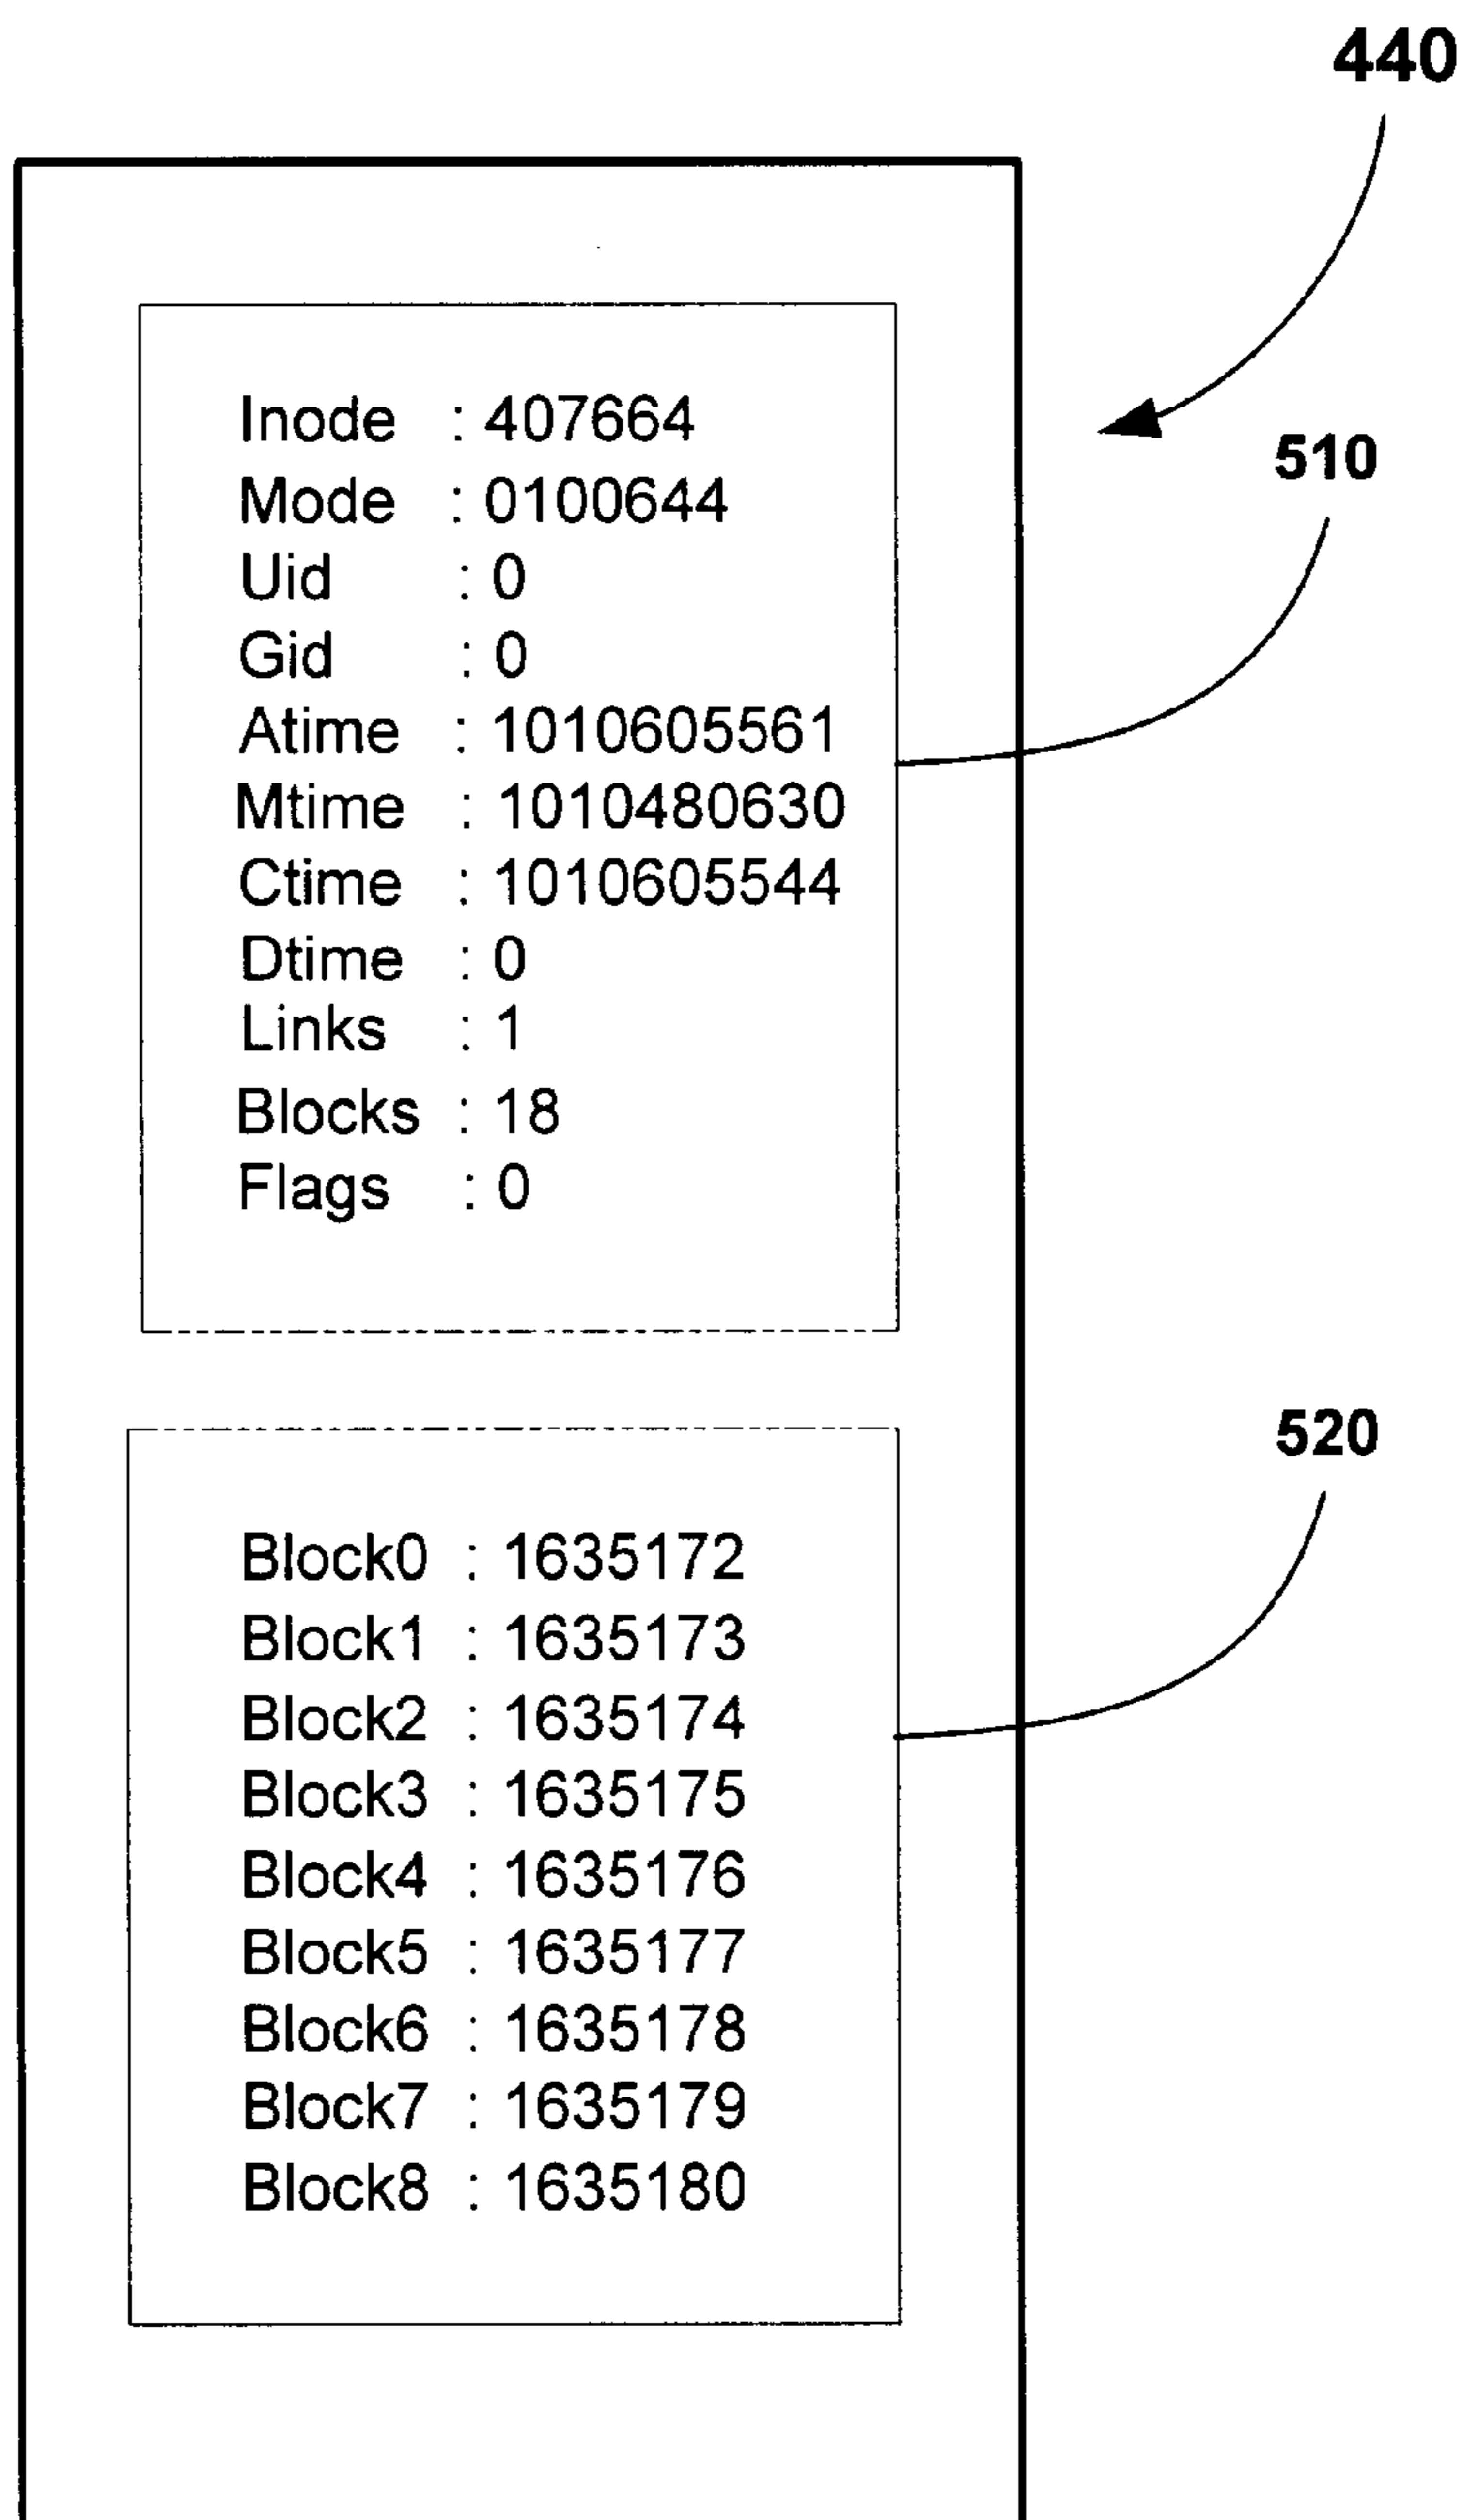 440
Inode : 407664
510
Mode : 0100644
Uid : 0
Gid : 0
Atime : 1010605561
Mtime : 1010480630
Ctime : 1010605544
Dtime : 0
Links : 1
Blocks : 18
Flags : 0
520
Block0 : 1635172
Block1 : 1635173
Block2 : 1635174
Block3 : 1635175
Block4 : 1635176
Block5 : 1635177
Block6 : 1635178
Block7 : 1635179
Block8 : 1635180